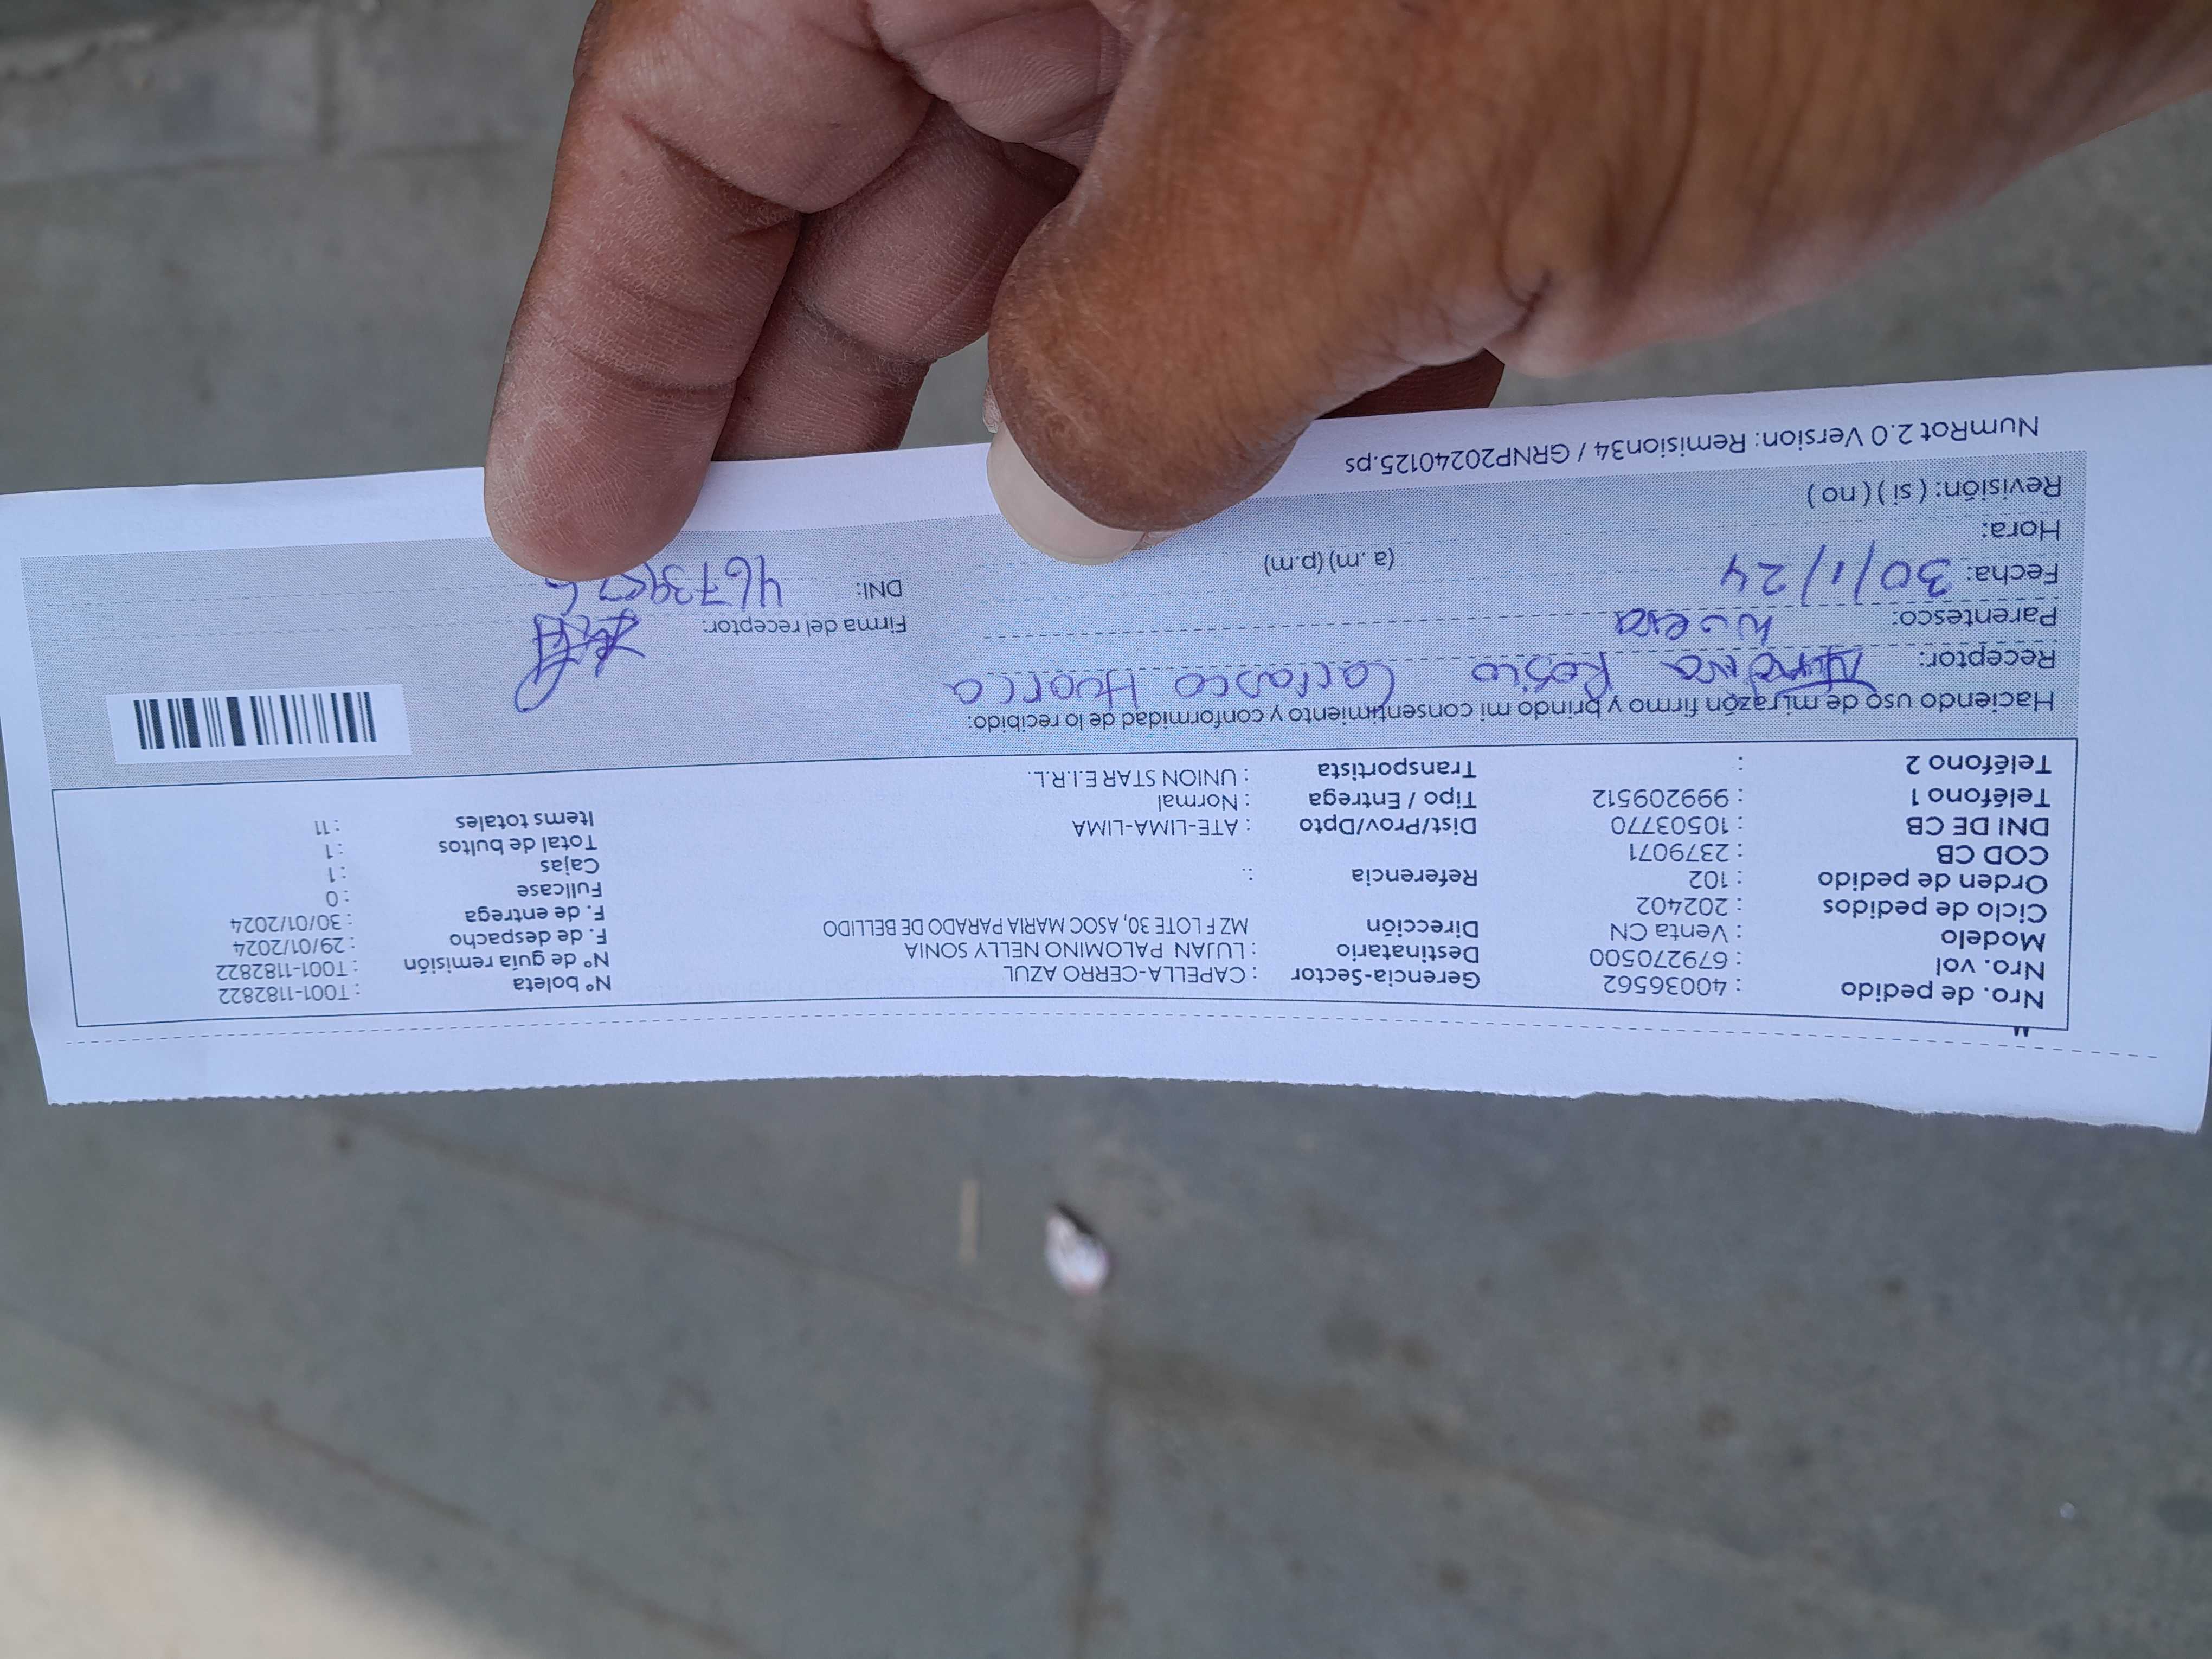 Nro. de pedido : 40036562 Gerencia-Sector : CAPELLA-CERRO AZUL Nº boleta : T001-1182822
Nro. vol : 679270500 Destinatario : LUJAN PALOMINO NELLY SONIA Nº de guía remisión : T001-1182822
Modelo : Venta CN Dirección MZ F LOTE 30, ASOC MARIA PARADO DE BELLIDO F. de despacho : 29/01/2024
Ciclo de pedidos : 202402 F. de entrega : 30/01/2024
Orden de pedido : 102 Referencia : . Fullcase : 0
COD CB : 2379071 Cajas : 1
DNI DE CB : 10503770 Dist/Prov/Dpto : ATE-LIMA-LIMA Total de bultos : 1
Teléfono 1 : 999209512 Tipo / Entrega : Normal Items totales : 11
Teléfono 2 : Transportista : UNION STAR E.I.R.L.
Haciendo uso de mi razón firmo y brindo mi consentimiento y conformidad de lo recibido:
Receptor: Rosio Carrasco Huarca
Parentesco: Nuera Firma del receptor:
Fecha: 30/1/24 DNI: 46739576
Hora: (a. m) (p.m)
Revisión: ( si ) ( no )
NumRot 2.0 Version: Remision34 / GRNP20240125.ps